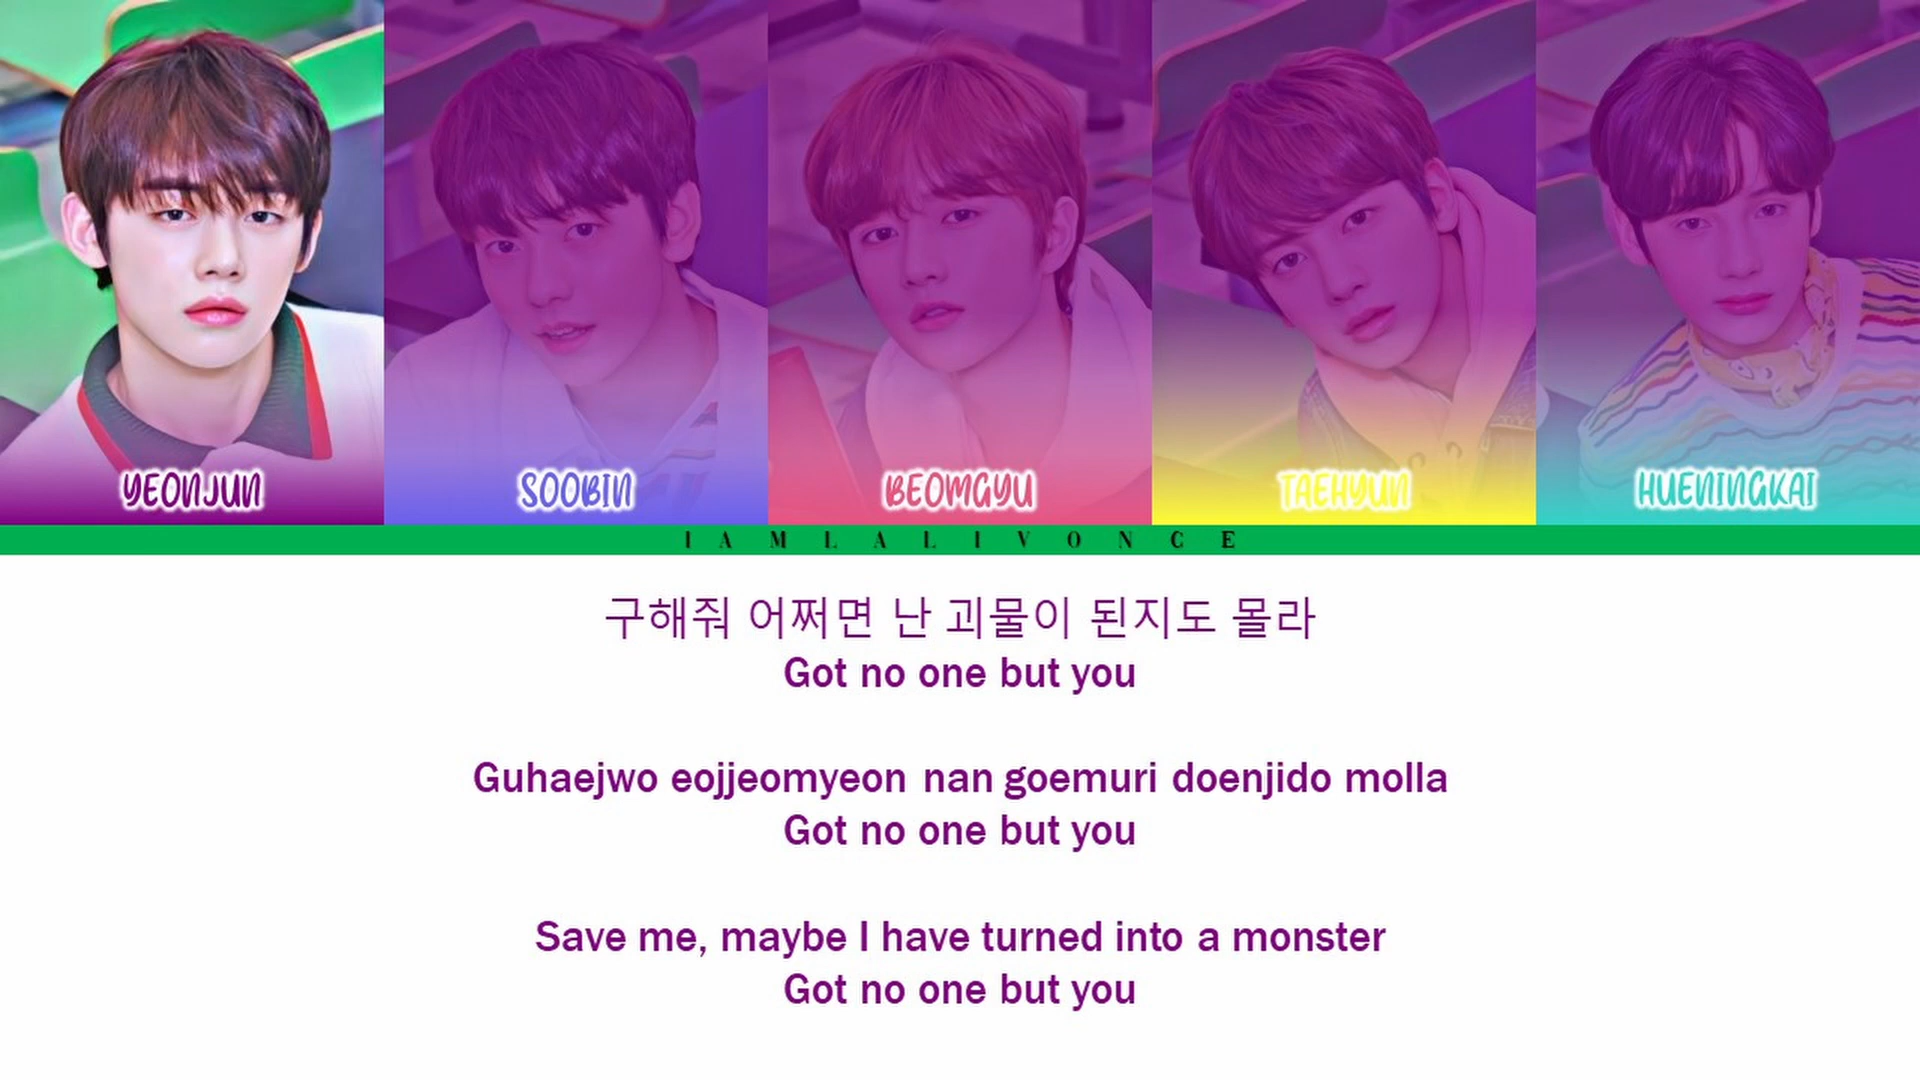 YEONJUN
SOOBIN
BEOMGYU
TAEHYUN
HUENINGKAI
IAMLALIVONCE
구해줘 어쩌면 난 괴물이 된지도 몰라
Got no one but you
Guhaejwo eojjeomyeon nan goemuri doenjido molla
Got no one but you
Save me, maybe I have turned into a monster
Got no one but you